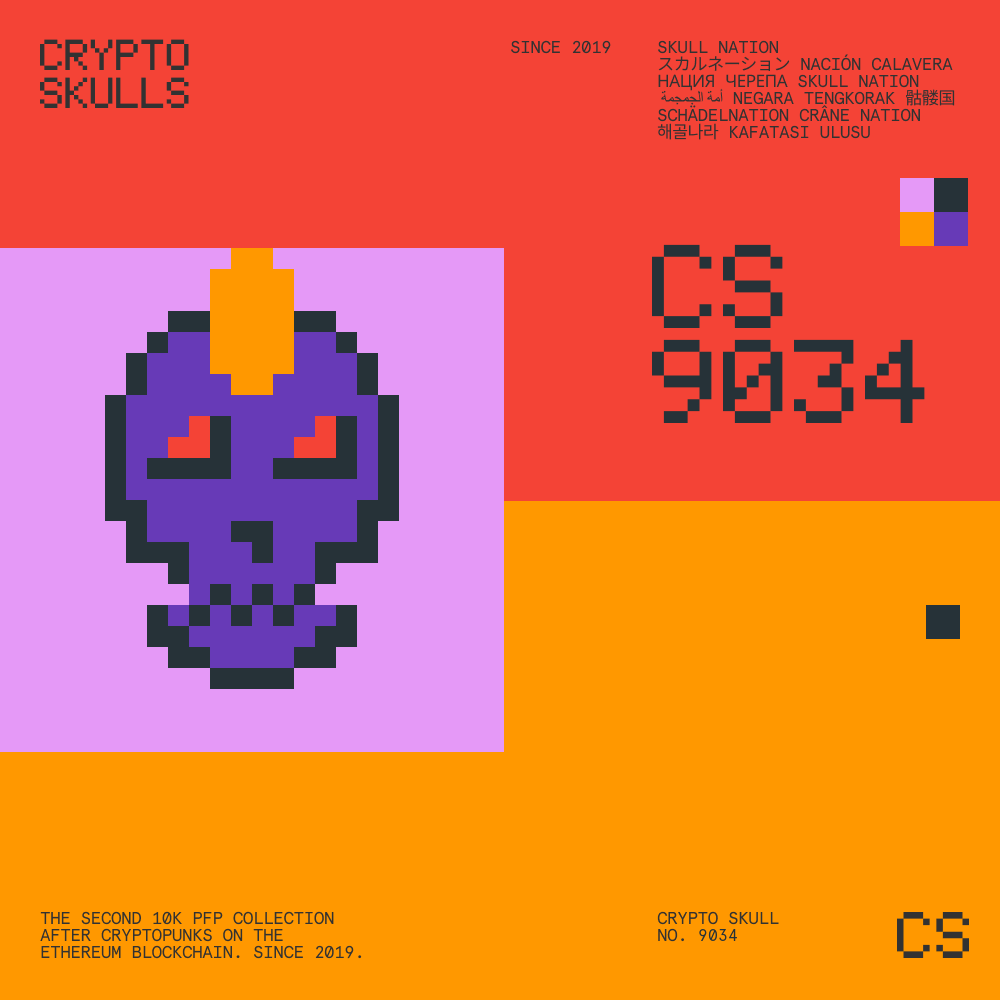 CRYPTO
SKULLS
SINCE 2019
SKULL NATION
スカルネーション NACIÓN CALAVERA
НАЦИЯ ЧЕРЕПА SKULL NATION
أمة الجمجمة NEGARA TENGKORAK 骷髅国
SCHÄDELNATION CRÂNE NATION
해골나라 KAFATASI ULUSU
CS
9034
THE SECOND 10K PFP COLLECTION
AFTER CRYPTOPUNKS ON THE
ETHEREUM BLOCKCHAIN. SINCE 2019.
CRYPTO SKULL
NO. 9034
CS